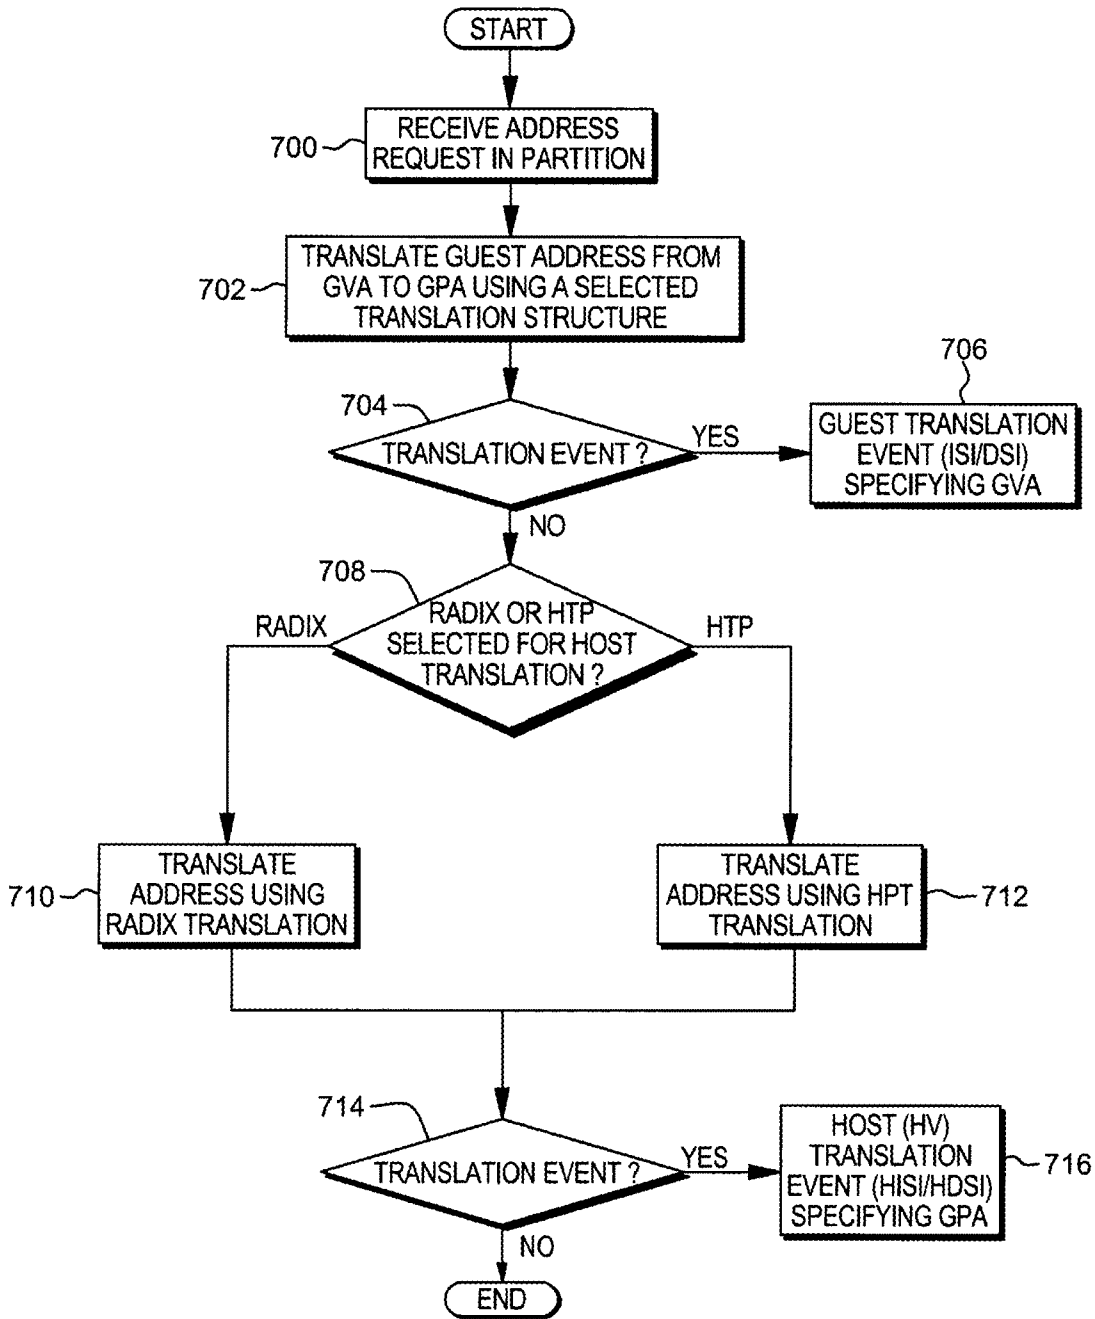 START
700
RECEIVE ADDRESS
REQUEST IN PARTITION
702
TRANSLATE GUEST ADDRESS FROM
GVA TO GPA USING A SELECTED
TRANSLATION STRUCTURE
704
TRANSLATION EVENT ?
YES
706
GUEST TRANSLATION
EVENT (ISI/DSI)
SPECIFYING GVA
NO
708
RADIX OR HTP
SELECTED FOR HOST
TRANSLATION ?
RADIX
HTP
710
TRANSLATE
ADDRESS USING
RADIX TRANSLATION
TRANSLATE
ADDRESS USING HPT
TRANSLATION
712
714
TRANSLATION EVENT ?
YES
HOST (HV)
TRANSLATION
EVENT (HISI/HDSI)
SPECIFYING GPA
716
NO
END